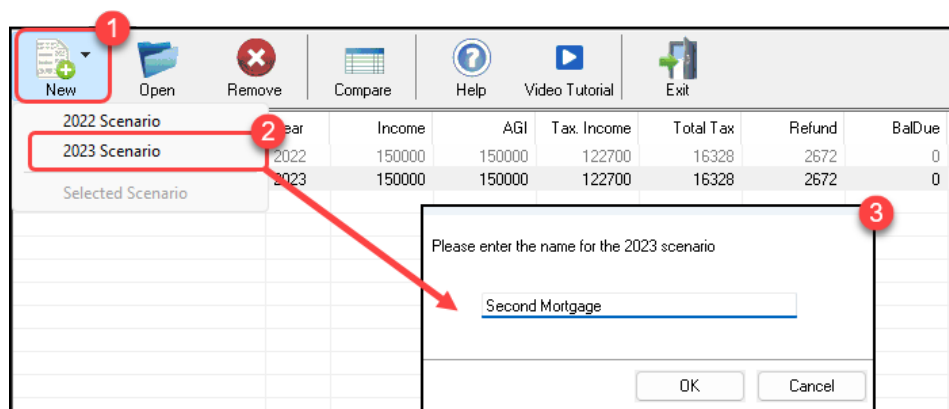 1
New Open Remove Compare Help Video Tutorial Exit
2022 Scenario
2023 Scenario
Selected Scenario
2
ear Income AGI Tax. Income Total Tax Refund BalDue
2022 150000 150000 122700 16328 2672 0
2023 150000 150000 122700 16328 2672 0
3
Please enter the name for the 2023 scenario
Second Mortgage
OK Cancel